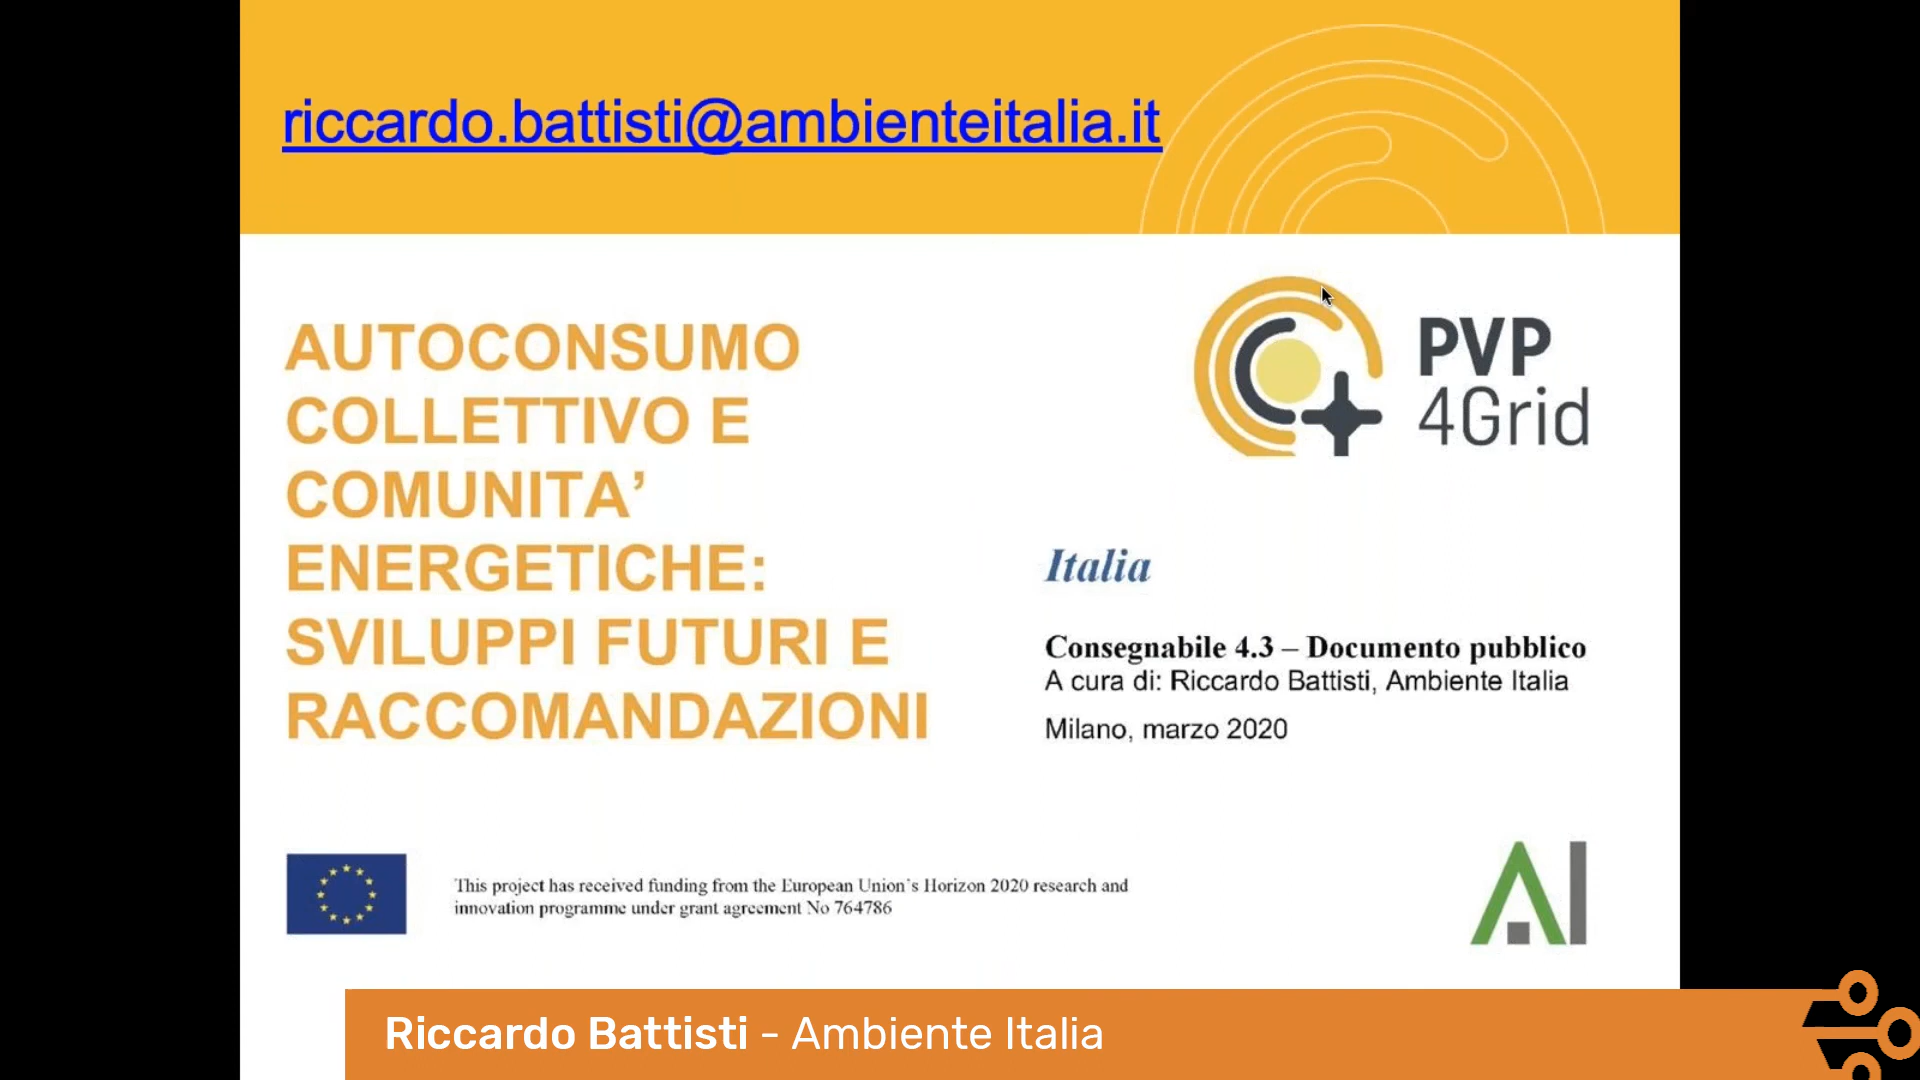 riccardo.battisti@ambienteitalia.it
AUTOCONSUMO
COLLETTIVO E
COMUNITA’
ENERGETICHE:
SVILUPPI FUTURI E
RACCOMANDAZIONI
PVP
4Grid
Italia
Consegnabile 4.3 – Documento pubblico
A cura di: Riccardo Battisti, Ambiente Italia
Milano, marzo 2020
This project has received funding from the European Union's Horizon 2020 research and
innovation programme under grant agreement No 764786
AI
Riccardo Battisti - Ambiente Italia